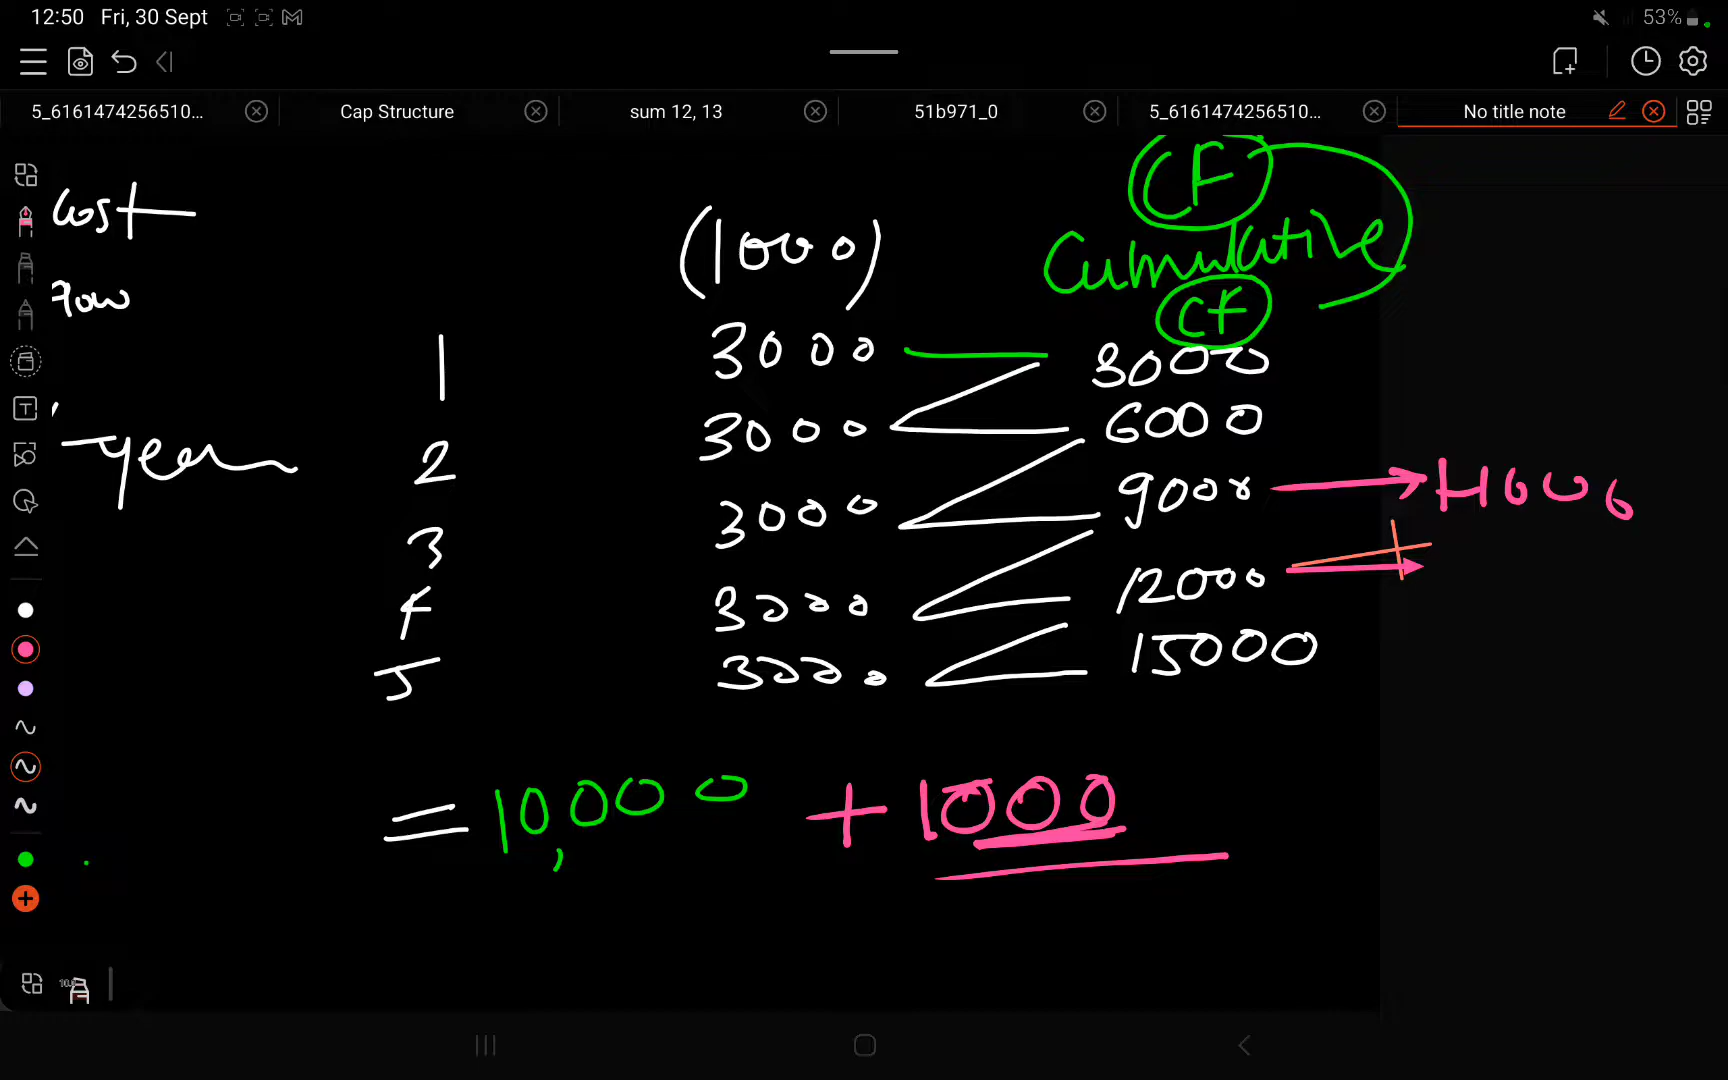 12:50 Fri, 30 Sept 53%
5_6161474256510... Cap Structure sum 12, 13 51b971_0 5_6161474256510... No title note
CF
Cost
(1000) Cumulative
flow CF
1 3000 3000
year 2 3000 6000
3 3000 9000
4 3000 12000
5 3000 15000
= 10,000 + 1000